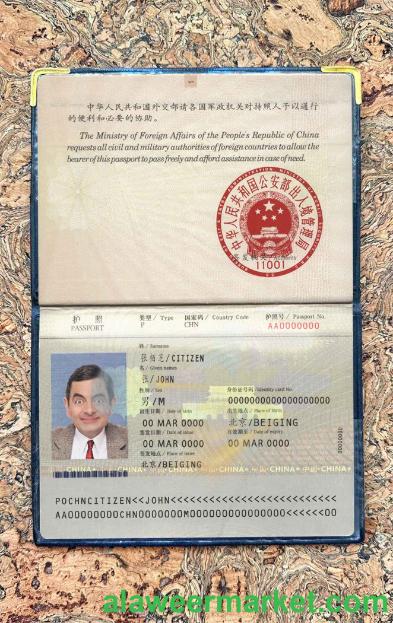 中华人民共和国外交部请各国军政机关对持照人予以通行
的便利和必要的协助。
The Ministry of Foreign Affairs of the People's Republic of China
requests all civil and military authorities of foreign countries to allow the
bearer of this passport to pass freely and afford assistance in case of need.
中华人民共和国公安部出入境管理局
11001
护照
PASSPORT
类型 / Type
P
国家码 / Country Code
CHN
护照号 / Passport No.
AA0000000
姓 / Surname
/CITIZEN
名 / Given names
张/JOHN
性别 / Sex
男/M
身份证号码 /Identity card No.
000000000000000000
出生日期 / Date of birth
00 MAR 0000
出生地点 / Place of birth
北京/BEIGING
签发日期 / Date of issue
00 MAR 0000
有效期至 / Date of expiry
00 MAR 0000
签发地点 / Place of issue
北京/BEIGING
CHINA 中国 CHINA 中国 CHINA 中国 CHINA
POCHNCITIZEN<<JOHN<<<<<<<<<<<<<<<<<<<<<<<<<<
alaweermarket.com